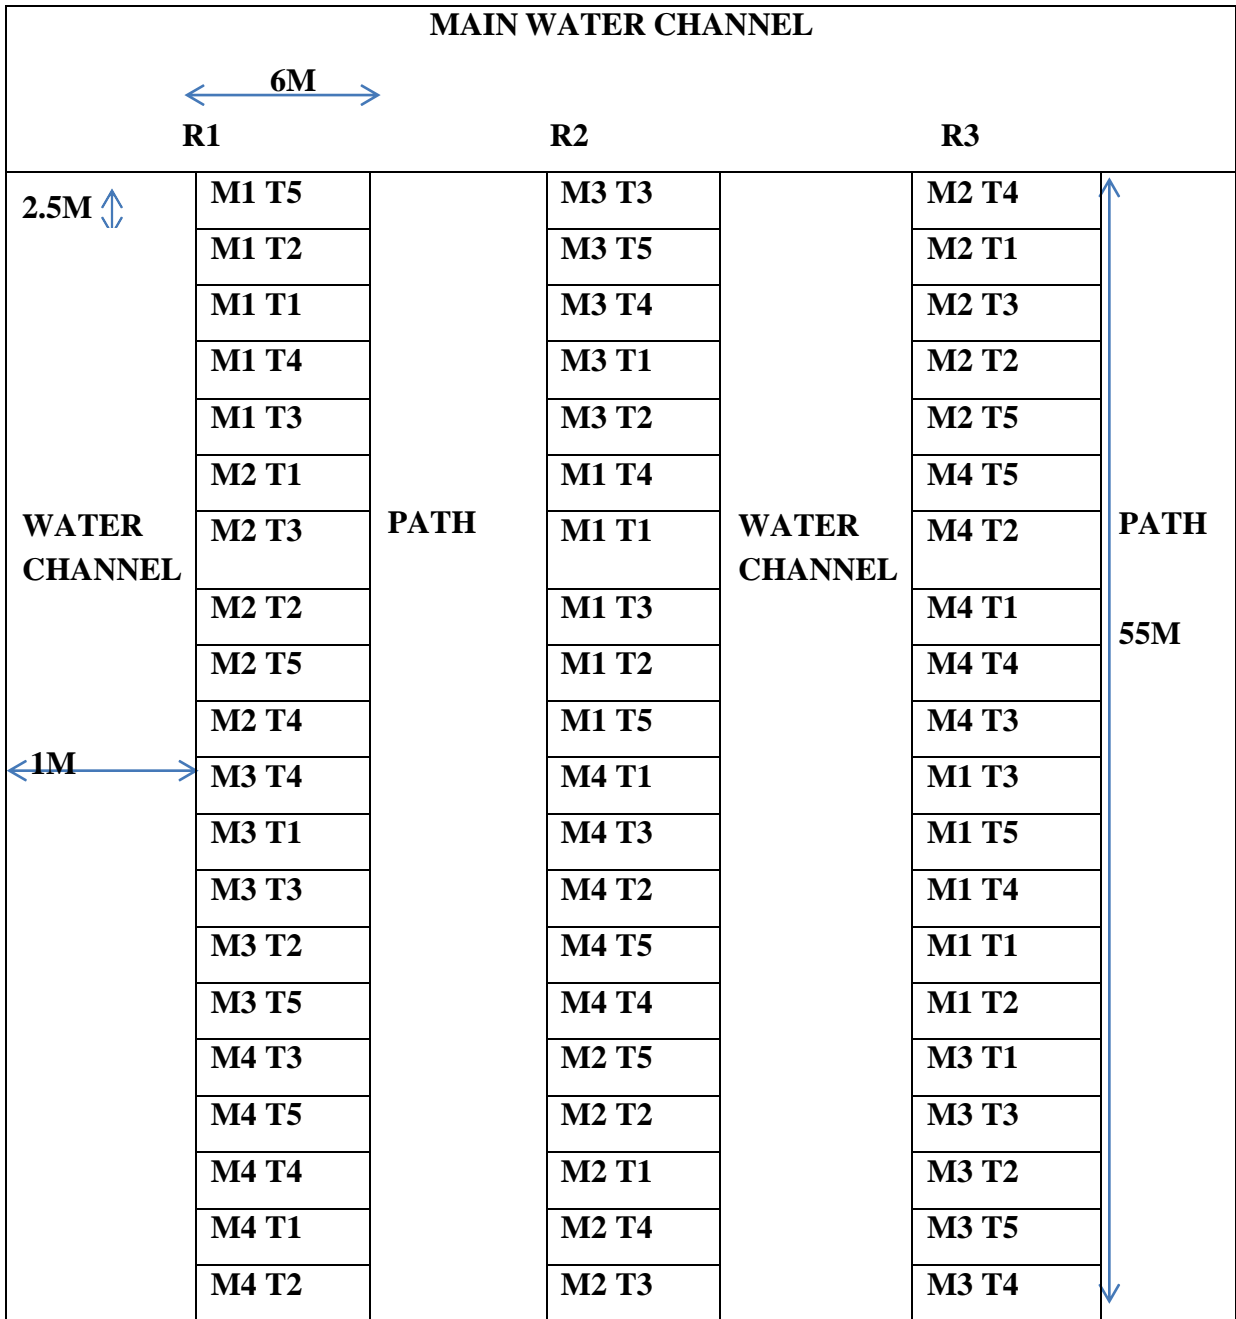 MAIN WATER CHANNEL
6M
R1 R2 R3
2.5M M1 T5 M3 T3 M2 T4
M1 T2 M3 T5 M2 T1
M1 T1 M3 T4 M2 T3
M1 T4 M3 T1 M2 T2
M1 T3 M3 T2 M2 T5
M2 T1 M1 T4 M4 T5
WATER M2 T3 PATH M1 T1 WATER M4 T2 PATH
CHANNEL CHANNEL
M2 T2 M1 T3 M4 T1
55M
M2 T5 M1 T2 M4 T4
M2 T4 M1 T5 M4 T3
1M M3 T4 M4 T1 M1 T3
M3 T1 M4 T3 M1 T5
M3 T3 M4 T2 M1 T4
M3 T2 M4 T5 M1 T1
M3 T5 M4 T4 M1 T2
M4 T3 M2 T5 M3 T1
M4 T5 M2 T2 M3 T3
M4 T4 M2 T1 M3 T2
M4 T1 M2 T4 M3 T5
M4 T2 M2 T3 M3 T4